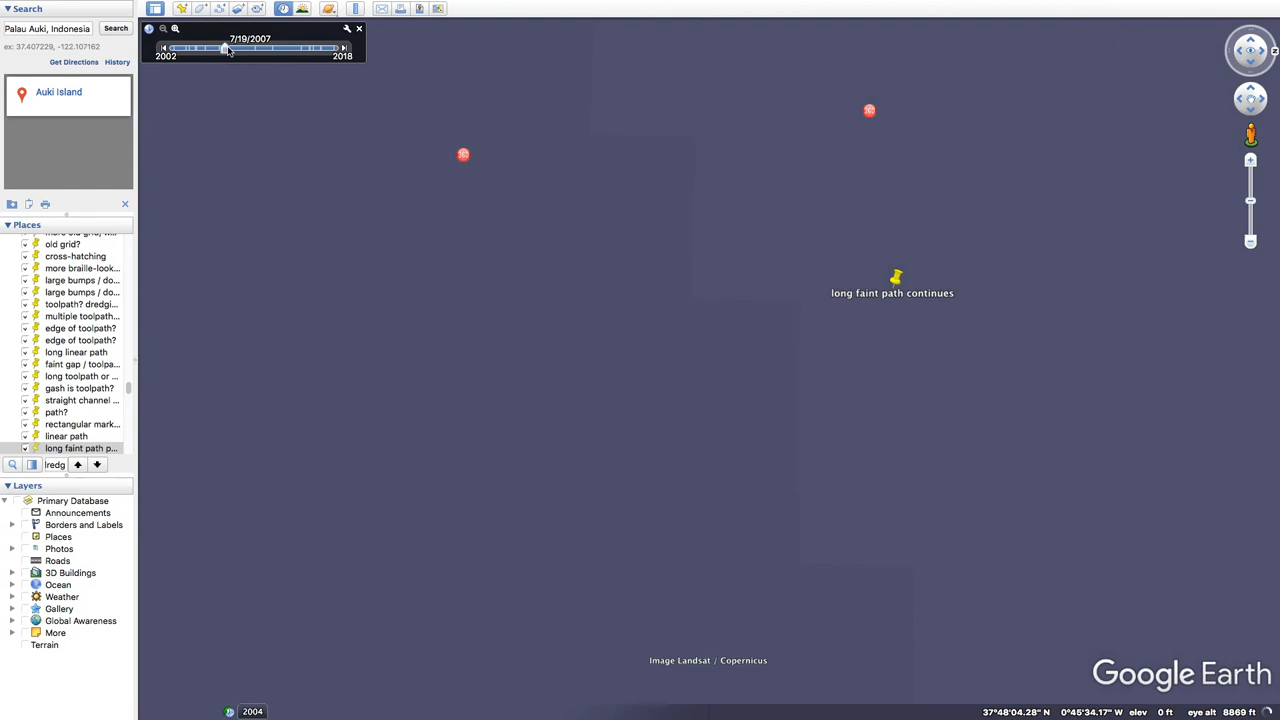 Search
Palau Auki, Indonesia
Search
ex: 37.407229, -122.107162
Get Directions
History
Auki Island
Places
old grid?
cross-hatching
more braille-look...
large bumps / do...
large bumps / do...
toolpath? dredgi...
multiple toolpath...
edge of toolpath?
edge of toolpath?
long linear path
faint gap / toolpa...
long toolpath or ...
gash is toolpath?
straight channel ...
path?
rectangular mark...
linear path
long faint path p...
lredg
Layers
Primary Database
Announcements
Borders and Labels
Places
Photos
Roads
3D Buildings
Ocean
Weather
Gallery
Global Awareness
More
Terrain
7/19/2007
2002
2018
long faint path continues
Image Landsat / Copernicus
Google Earth
2004
37°48'04.28" N 0°45'34.17" W elev 0 ft eye alt 8869 ft